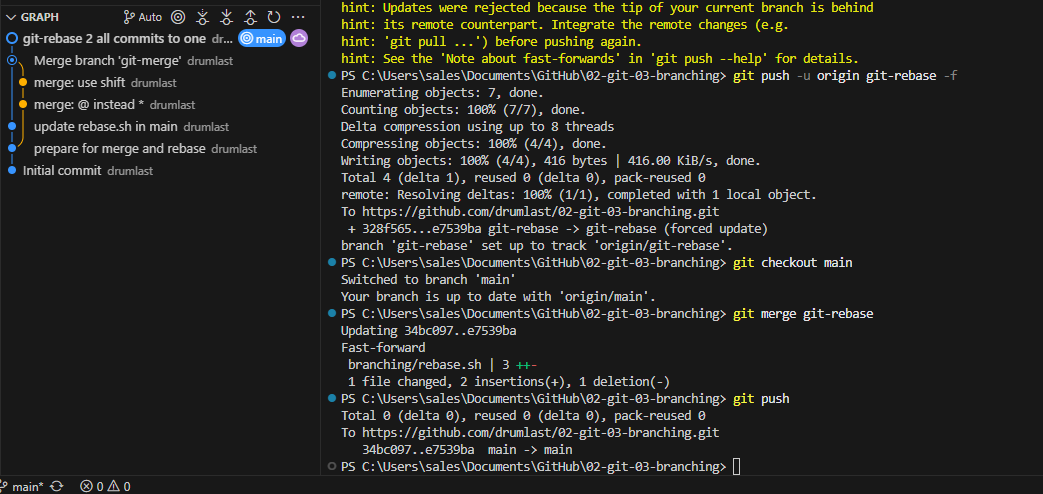 GRAPH
Auto
git-rebase 2 all commits to one dr... main
Merge branch 'git-merge' drumlast
merge: use shift drumlast
merge: @ instead * drumlast
update rebase.sh in main drumlast
prepare for merge and rebase drumlast
Initial commit drumlast
hint: Updates were rejected because the tip of your current branch is behind
hint: its remote counterpart. Integrate the remote changes (e.g.
hint: 'git pull ...') before pushing again.
hint: See the 'Note about fast-forwards' in 'git push --help' for details.
PS C:\Users\sales\Documents\GitHub\02-git-03-branching> git push -u origin git-rebase -f
Enumerating objects: 7, done.
Counting objects: 100% (7/7), done.
Delta compression using up to 8 threads
Compressing objects: 100% (4/4), done.
Writing objects: 100% (4/4), 416 bytes | 416.00 KiB/s, done.
Total 4 (delta 1), reused 0 (delta 0), pack-reused 0
remote: Resolving deltas: 100% (1/1), completed with 1 local object.
To https://github.com/drumlast/02-git-03-branching.git
+ 328f565...e7539ba git-rebase -> git-rebase (forced update)
branch 'git-rebase' set up to track 'origin/git-rebase'.
PS C:\Users\sales\Documents\GitHub\02-git-03-branching> git checkout main
Switched to branch 'main'
Your branch is up to date with 'origin/main'.
PS C:\Users\sales\Documents\GitHub\02-git-03-branching> git merge git-rebase
Updating 34bc097..e7539ba
Fast-forward
branching/rebase.sh | 3 ++-
1 file changed, 2 insertions(+), 1 deletion(-)
PS C:\Users\sales\Documents\GitHub\02-git-03-branching> git push
Total 0 (delta 0), reused 0 (delta 0), pack-reused 0
To https://github.com/drumlast/02-git-03-branching.git
34bc097..e7539ba main -> main
PS C:\Users\sales\Documents\GitHub\02-git-03-branching>
main* 0 0